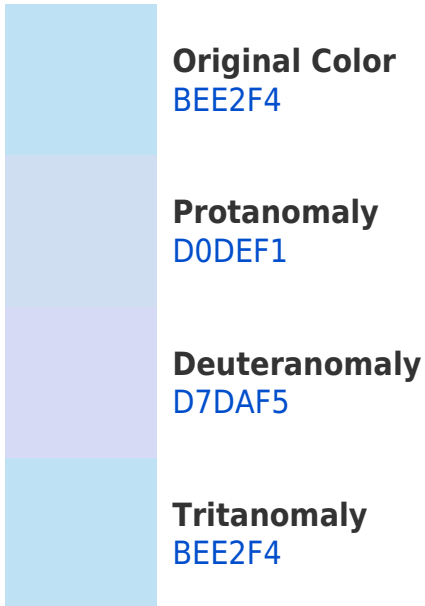 Original Color
BEE2F4
Protanomaly
D0DEF1
Deuteranomaly
D7DAF5
Tritanomaly
BEE2F4